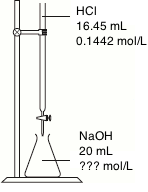 HCl
16.45 mL
0.1442 mol/L
NaOH
20 mL
??? mol/L